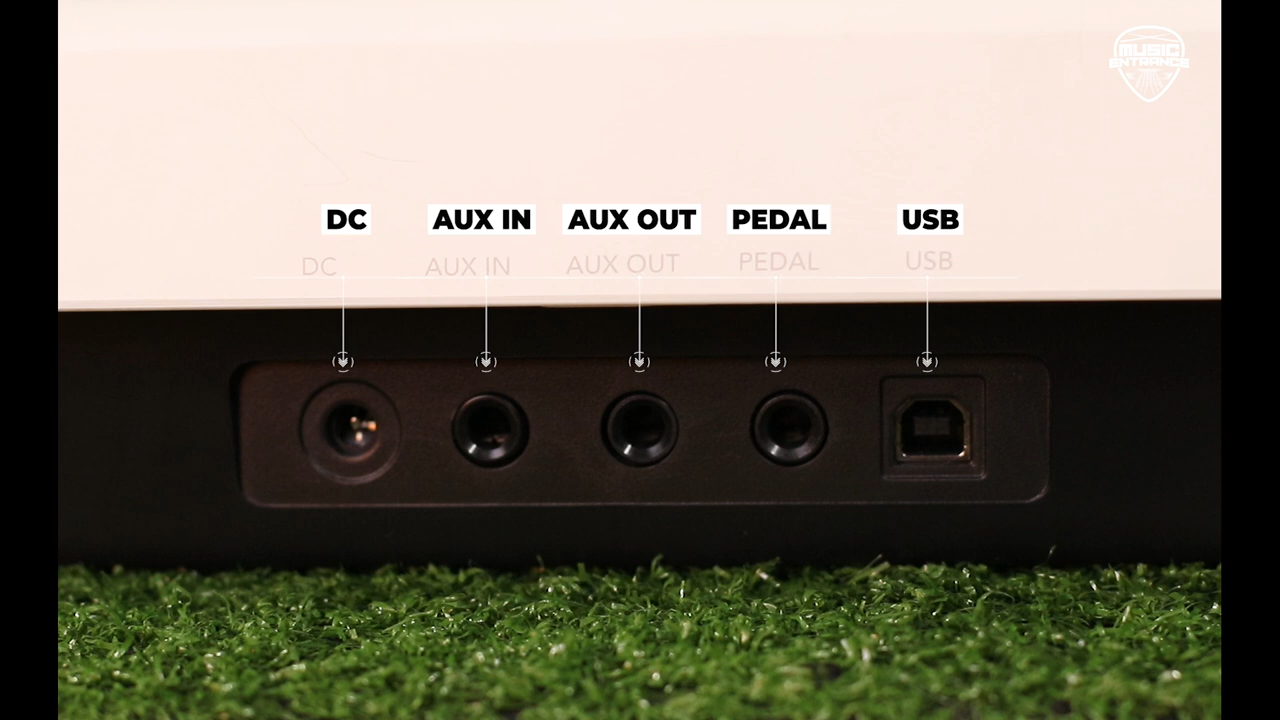 MUSIC
ENTRANCE
DC AUX IN AUX OUT PEDAL USB
DC AUX IN AUX OUT PEDAL USB